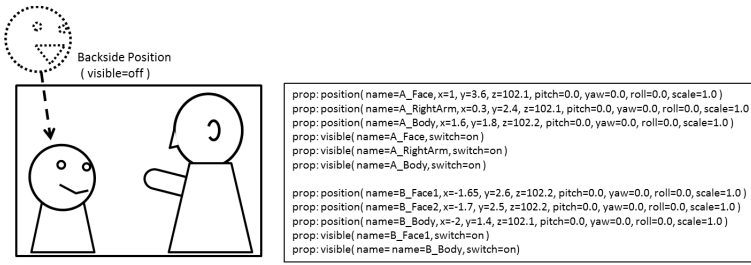 Backside Position
( visible=off )
prop: position( name=A_Face, x=1, y=3.6, z=102.1, pitch=0.0, yaw=0.0, roll=0.0, scale=1.0 )
prop: position( name=A_RightArm, x=0.3, y=2.4, z=102.1, pitch=0.0, yaw=0.0, roll=0.0, scale=1.0
prop: position( name=A_Body, x=1.6, y=1.8, z=102.2, pitch=0.0, yaw=0.0, roll=0.0, scale=1.0 )
prop: visible( name=A_Face, switch=on )
prop: visible( name=A_RightArm, switch=on )
prop: visible( name=A_Body, switch=on )
prop: position( name=B_Face1, x=-1.65, y=2.6, z=102.2, pitch=0.0, yaw=0.0, roll=0.0, scale=1.0 )
prop: position( name=B_Face2, x=-1.7, y=2.5, z=102.2, pitch=0.0, yaw=0.0, roll=0.0, scale=1.0 )
prop: position( name=B_Body, x=-2, y=1.4, z=102.1, pitch=0.0, yaw=0.0, roll=0.0, scale=1.0 )
prop: visible( name=B_Face1, switch=on )
prop: visible( name= name=B_Body, switch=on)